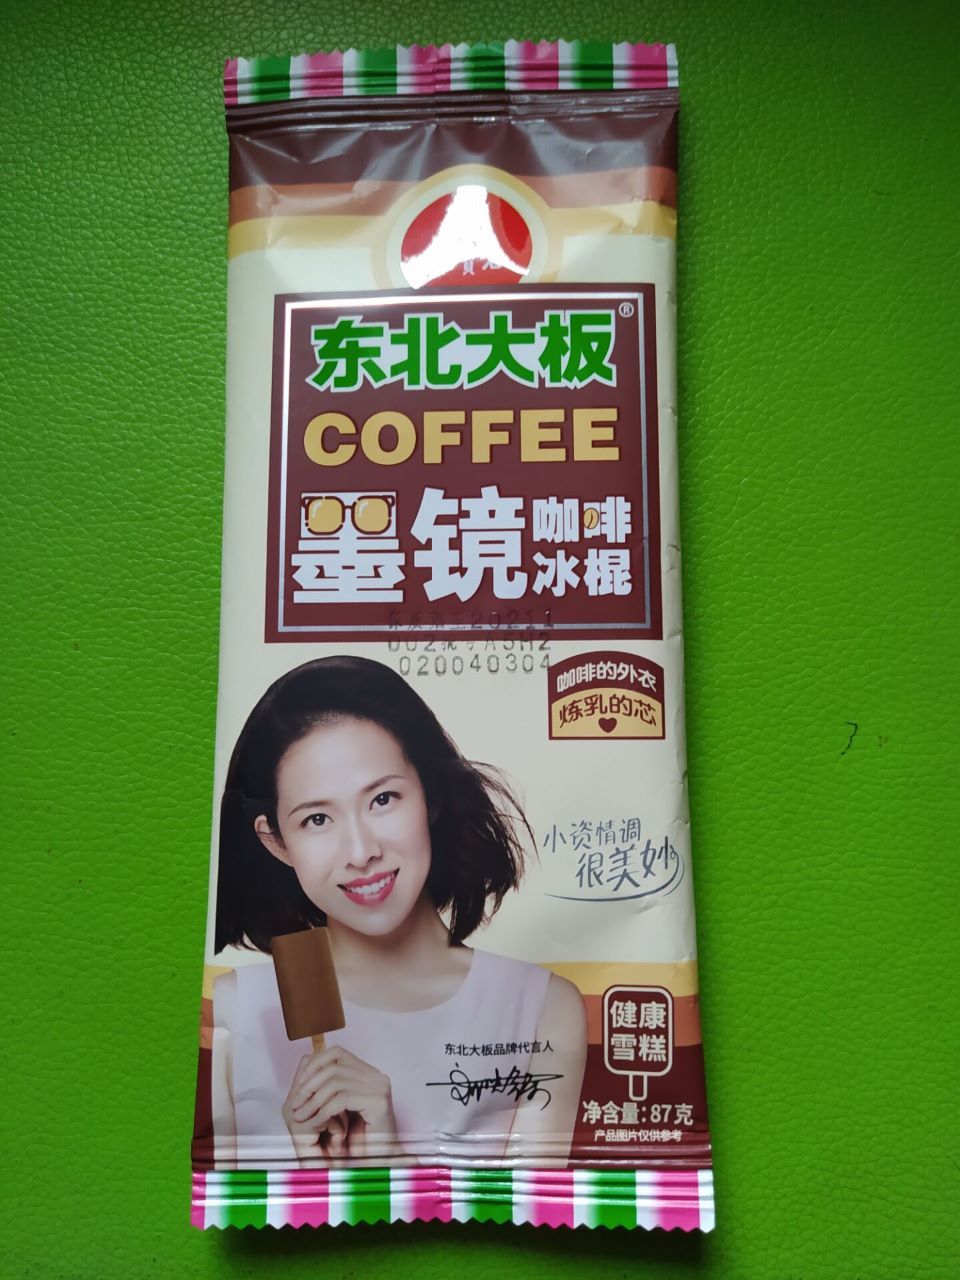 东北大板®
COFFEE
墨镜咖啡
冰棍
020040304
咖啡的外衣
炼乳的芯
小资情调
很美妙
东北大板品牌代言人
健康
雪糕
净含量:87克
产品图片仅供参考